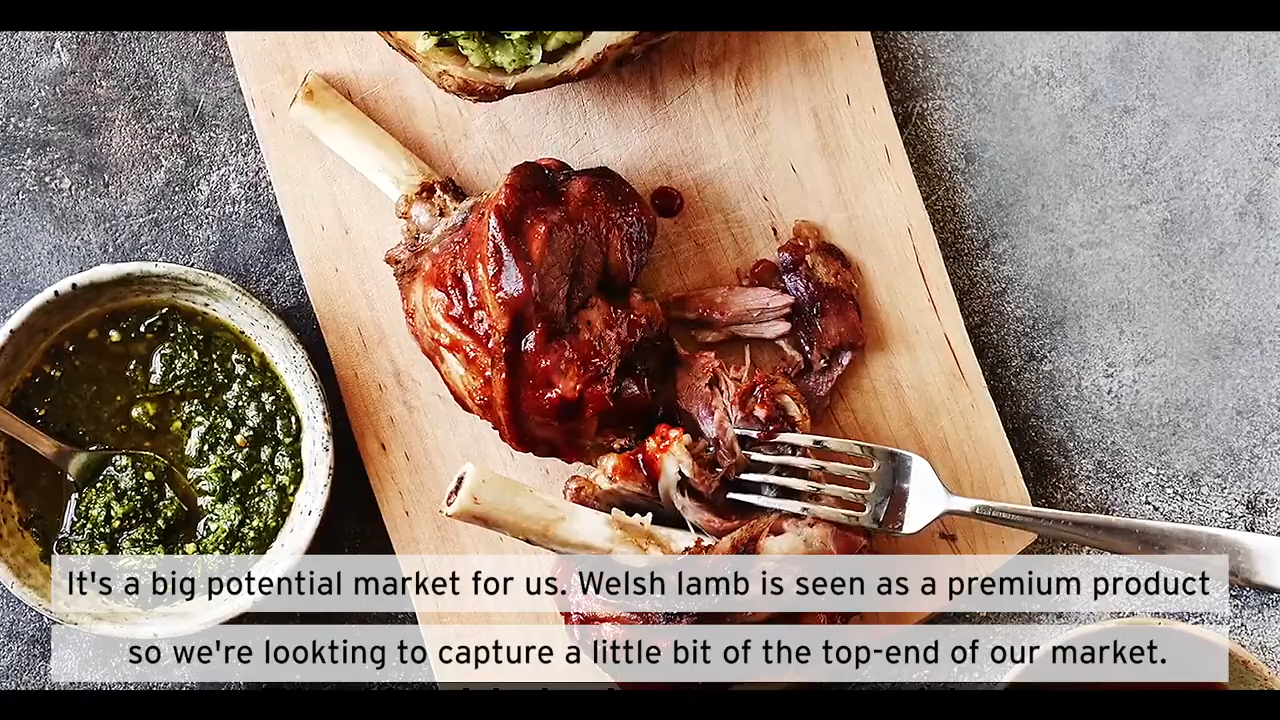 It's a big potential market for us. Welsh lamb is seen as a premium product
so we're lookting to capture a little bit of the top-end of our market.